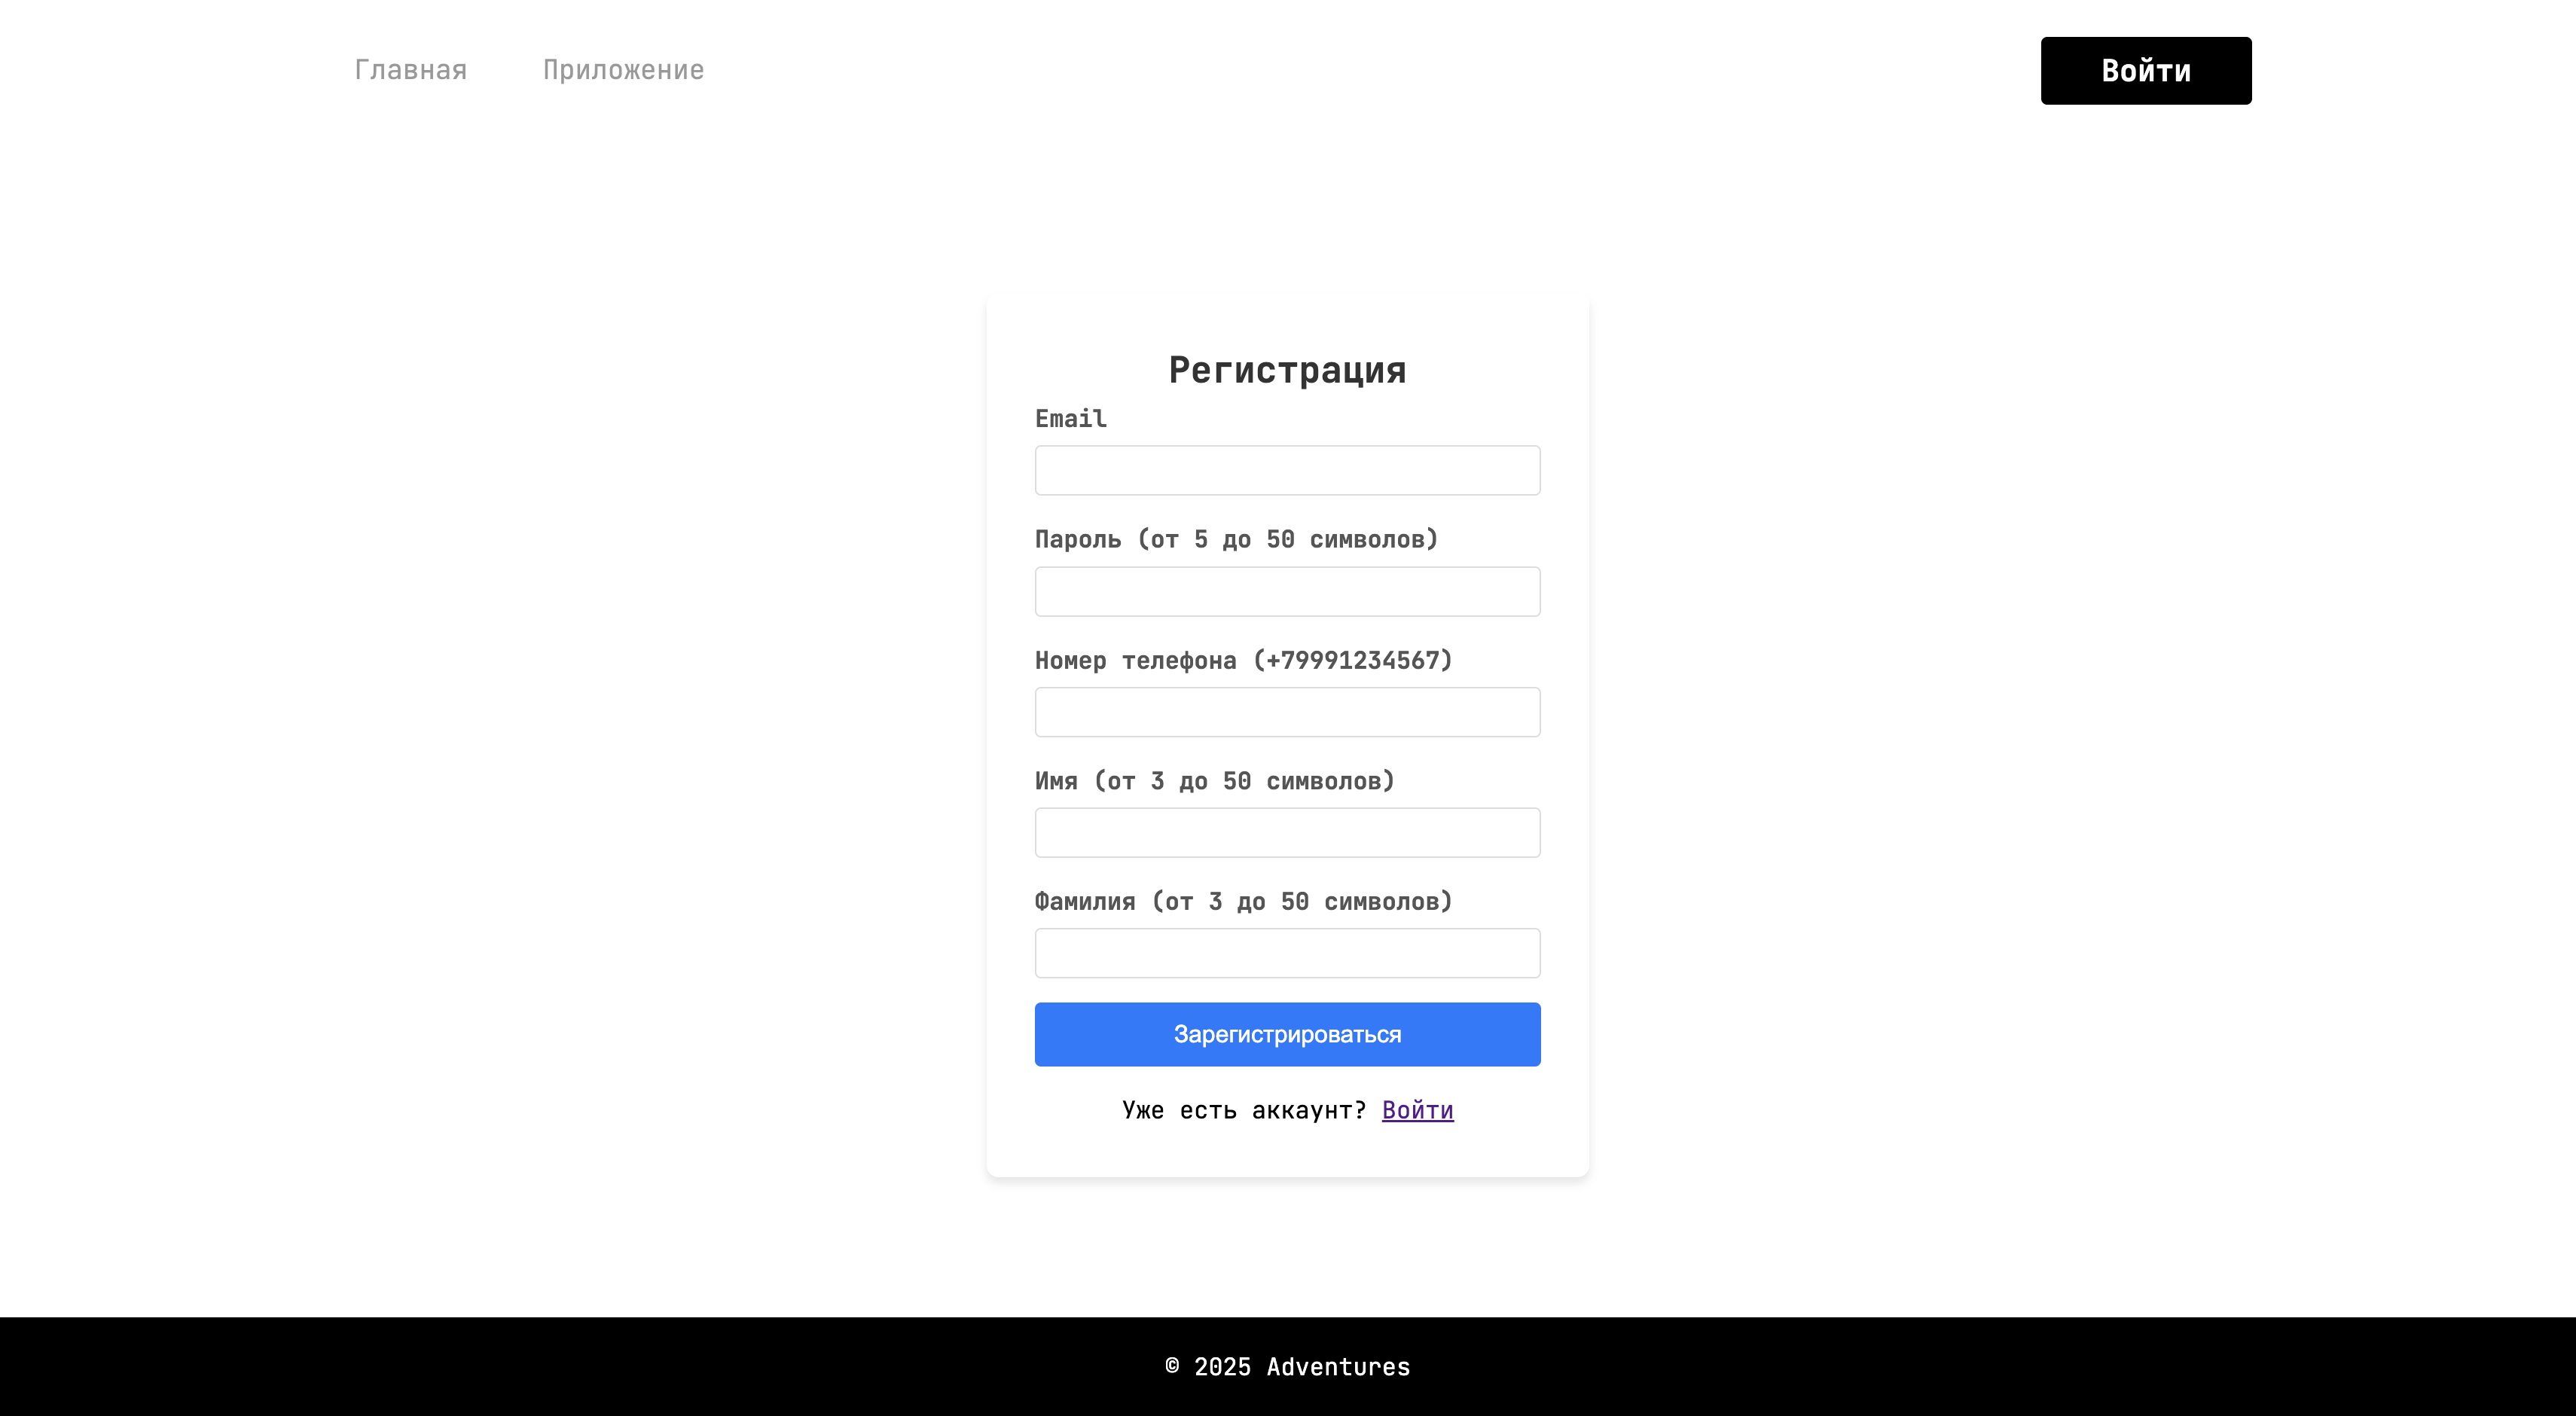 Главная Приложение Войти
Регистрация
Email
Пароль (от 5 до 50 символов)
Номер телефона (+79991234567)
Имя (от 3 до 50 символов)
Фамилия (от 3 до 50 символов)
Зарегистрироваться
Уже есть аккаунт? Войти
© 2025 Adventures